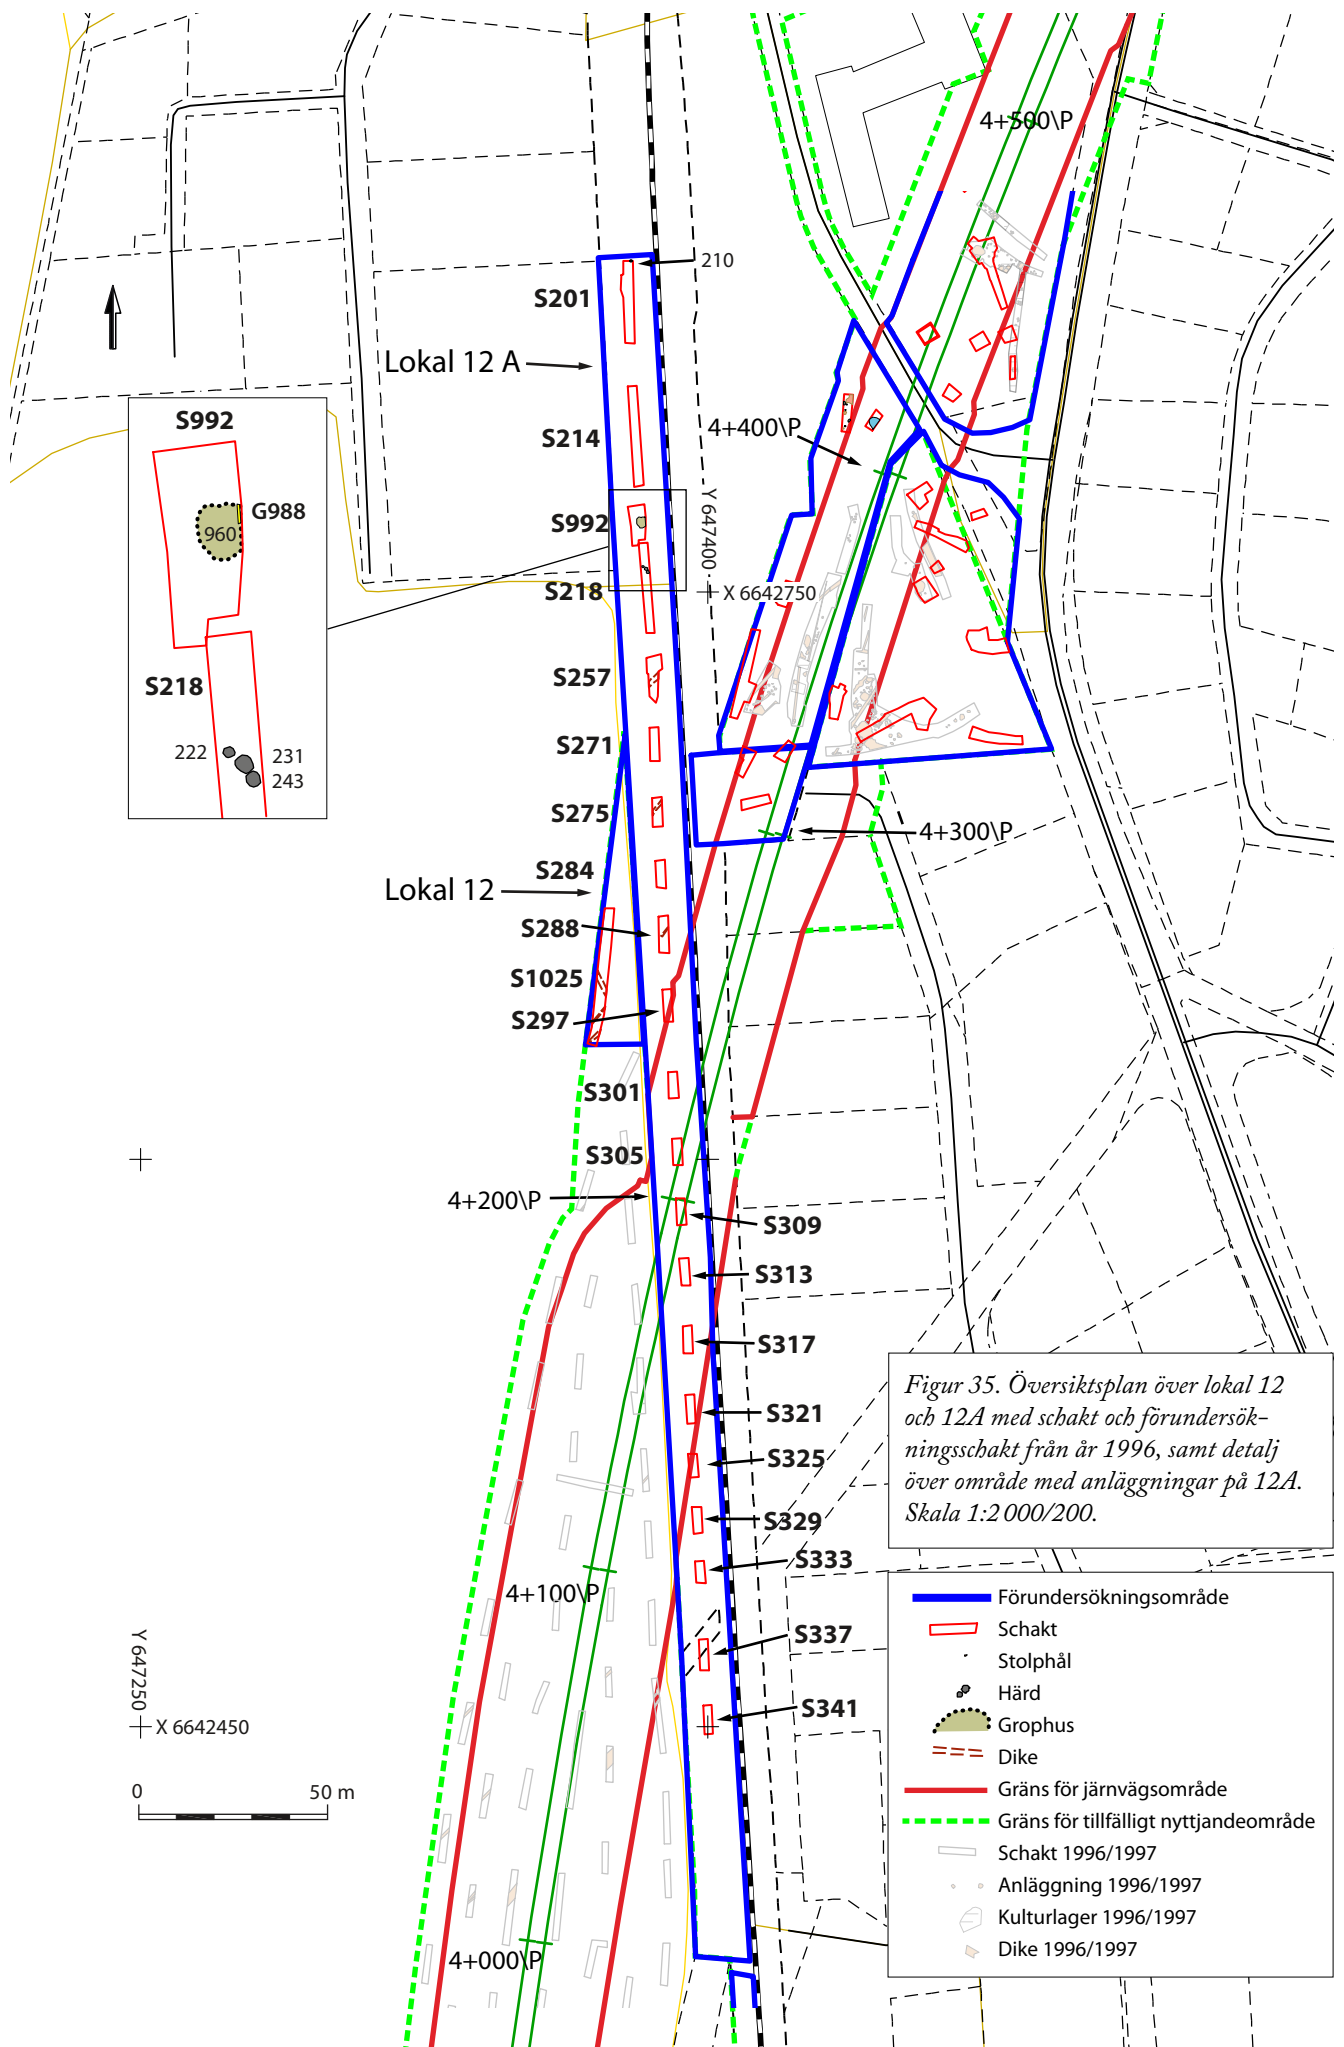 4+500\P
210
S201
Lokal 12 A
S992
S214
4+400\P
G988
960
S992
Y 647400
S218
X 6642750
S257
S218
S271
222
231
243
S275
4+300\P
S284
Lokal 12
S288
S1025
S297
S301
S305
4+200\P
S309
S313
S317
S321
S325
S329
S333
4+100\P
S337
S341
Y 647250
X 6642450
0 50 m
4+000\P
Figur 35. Översiktsplan över lokal 12
och 12A med schakt och förundersök-
ningsschakt från år 1996, samt detalj
över område med anläggningar på 12A.
Skala 1:2 000/200.
Förundersökningsområde
Schakt
Stolphål
Härd
Grophus
Dike
Gräns för järnvägsområde
Gräns för tillfälligt nyttjandeområde
Schakt 1996/1997
Anläggning 1996/1997
Kulturlager 1996/1997
Dike 1996/1997